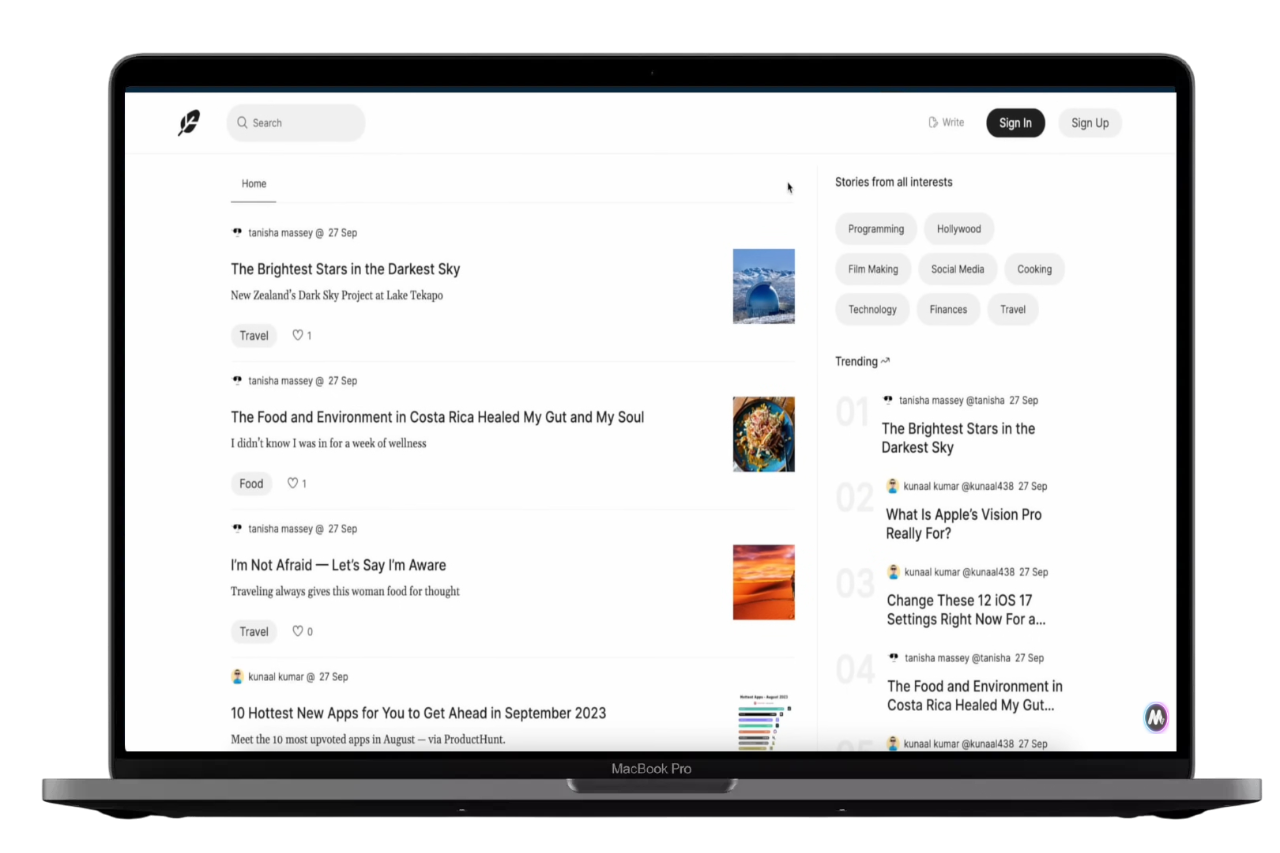 Search
Write
Sign In
Sign Up
Home
tanisha massey @ 27 Sep
The Brightest Stars in the Darkest Sky
New Zealand's Dark Sky Project at Lake Tekapo
Travel
1
tanisha massey @ 27 Sep
The Food and Environment in Costa Rica Healed My Gut and My Soul
I didn't know I was in for a week of wellness
Food
1
tanisha massey @ 27 Sep
I'm Not Afraid — Let's Say I'm Aware
Traveling always gives this woman food for thought
Travel
0
kunaal kumar @ 27 Sep
10 Hottest New Apps for You to Get Ahead in September 2023
Meet the 10 most upvoted apps in August — via ProductHunt.
Hottest Apps - August 2023
Stories from all interests
Programming
Hollywood
Film Making
Social Media
Cooking
Technology
Finances
Travel
Trending
01
tanisha massey @tanisha 27 Sep
The Brightest Stars in the
Darkest Sky
02
kunaal kumar @kunaal438 27 Sep
What Is Apple's Vision Pro
Really For?
03
kunaal kumar @kunaal438 27 Sep
Change These 12 iOS 17
Settings Right Now For a...
04
tanisha massey @tanisha 27 Sep
The Food and Environment in
Costa Rica Healed My Gut...
05
kunaal kumar @kunaal438 27 Sep
M
MacBook Pro